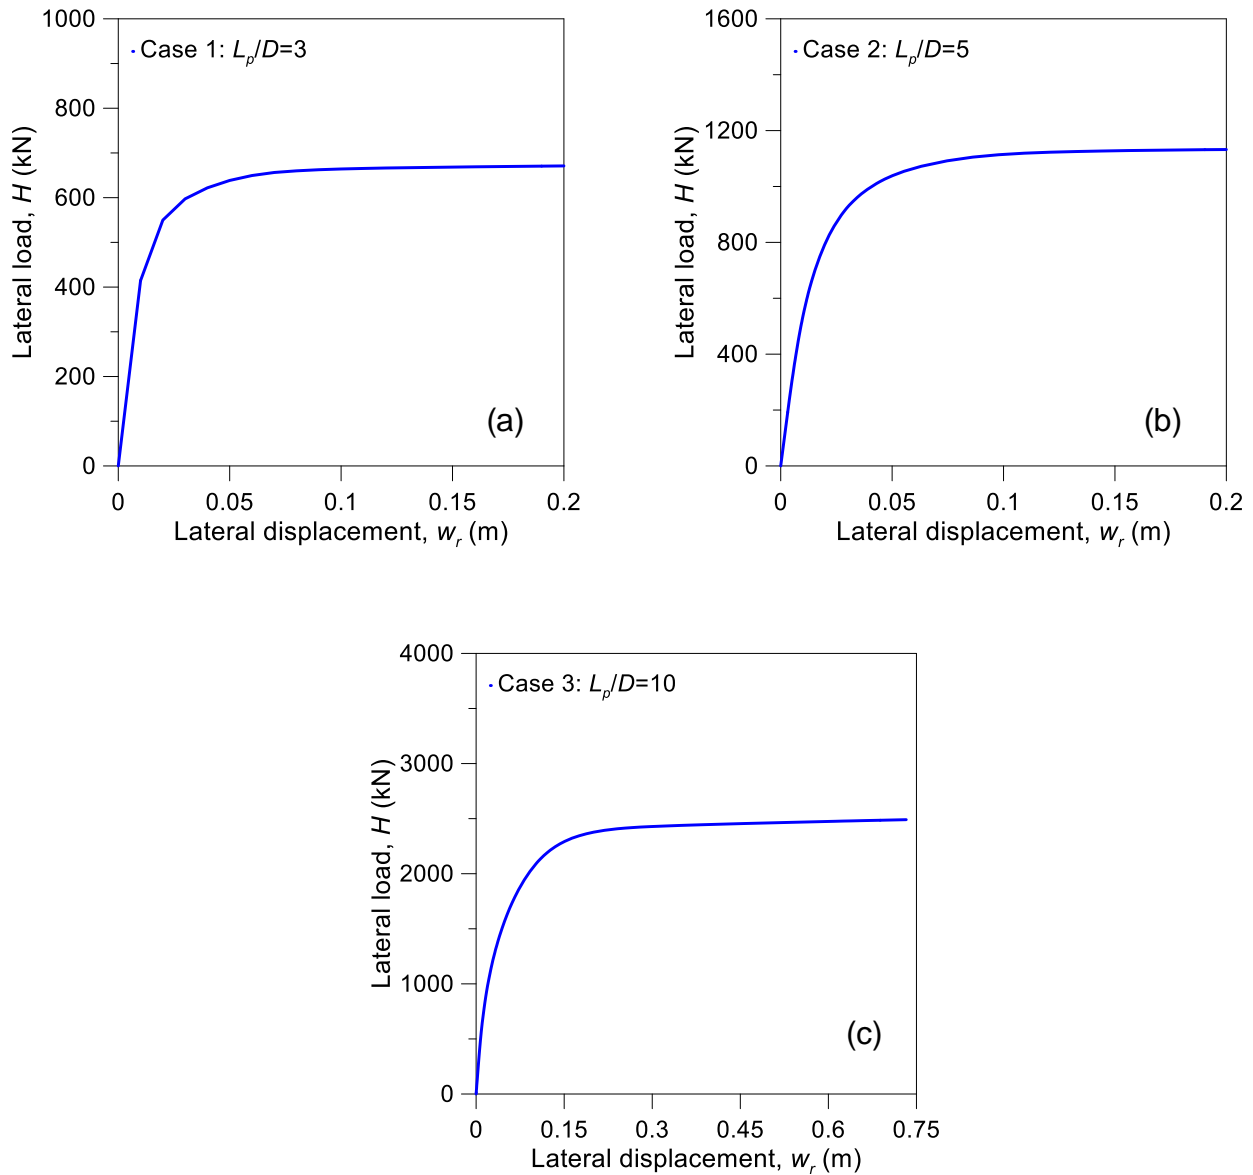 Case 1: Lp/D=3
1000
800
600
400
200
0
Lateral load, H (kN)
(a)
0 0.05 0.1 0.15 0.2
Lateral displacement, wr (m)
Case 2: Lp/D=5
1600
1200
800
400
0
Lateral load, H (kN)
(b)
0 0.05 0.1 0.15 0.2
Lateral displacement, wr (m)
Case 3: Lp/D=10
4000
3000
2000
1000
0
Lateral load, H (kN)
(c)
0 0.15 0.3 0.45 0.6 0.75
Lateral displacement, wr (m)